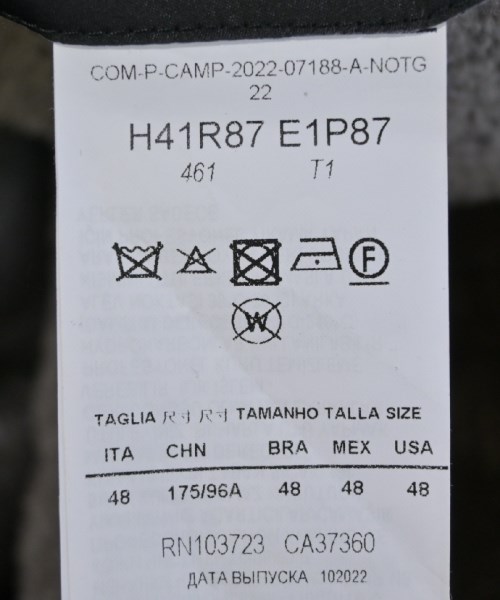 COM-P-CAMP-2022-07188-A-NOTG
22
H41R87 E1P87
461 T1
F
W
TAGLIA 尺寸 尺寸 TAMANHO TALLA SIZE
ITA CHN BRA MEX USA
48 175/96A 48 48 48
RN103723 CA37360
ДАТА ВЫПУСКА 102022